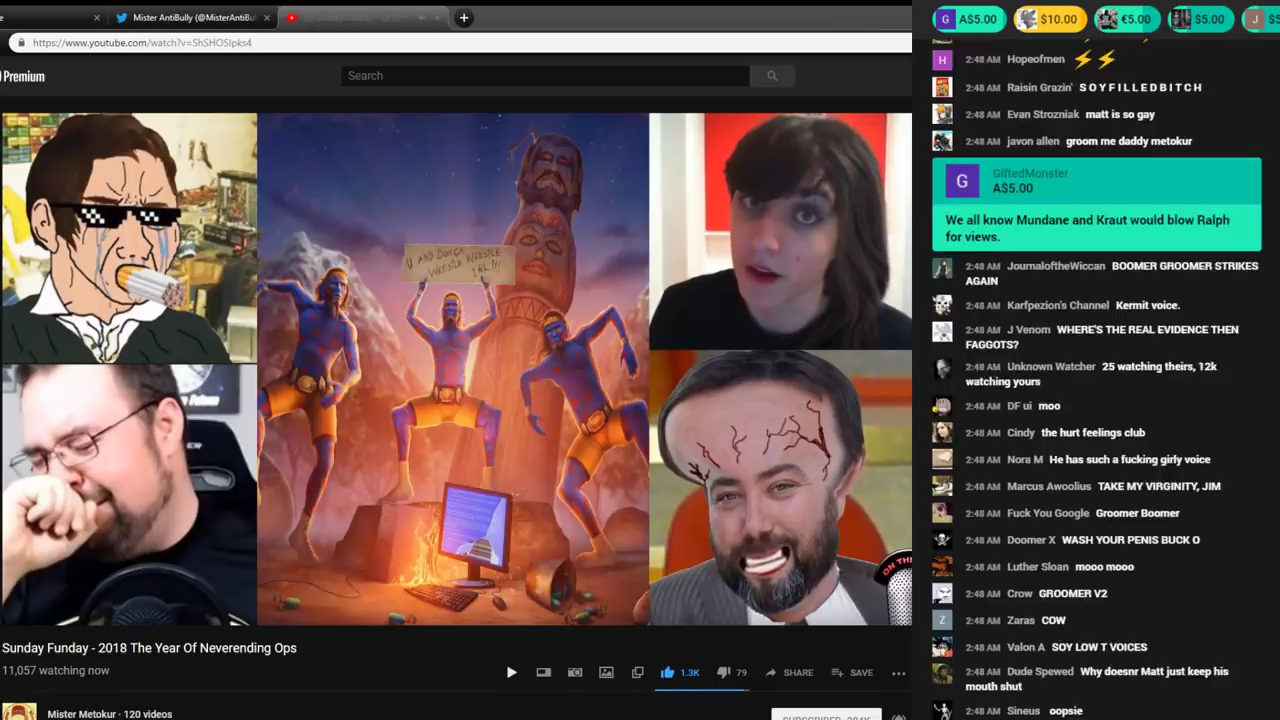 Mister AntiBully (@MisterAntiBul
https://www.youtube.com/watch?v=ShSHOSIpks4
Premium
Search
U AND DONGA
WRESTLE WRESTLE
IRL!!!
ON THE
Sunday Funday - 2018 The Year Of Neverending Ops
11,057 watching now
1.3K
79
SHARE
SAVE
Mister Metokur · 120 videos
SUBSCRIBED 284K
G A$5.00
$10.00
€5.00
$5.00
J $5
H 2:48 AM Hopeofmen ⚡⚡
2:48 AM Raisin Grazin' S O Y F I L L E D B I T C H
2:48 AM Evan Strozniak matt is so gay
2:48 AM javon allen groom me daddy metokur
G GiftedMonster
A$5.00
We all know Mundane and Kraut would blow Ralph
for views.
2:48 AM JournaloftheWiccan BOOMER GROOMER STRIKES
AGAIN
2:48 AM Karfpezion's Channel Kermit voice.
2:48 AM J Venom WHERE'S THE REAL EVIDENCE THEN
FAGGOTS?
2:48 AM Unknown Watcher 25 watching theirs, 12k
watching yours
2:48 AM DF ui moo
2:48 AM Cindy the hurt feelings club
2:48 AM Nora M He has such a fucking girly voice
2:48 AM Marcus Awoolius TAKE MY VIRGINITY, JIM
2:48 AM Fuck You Google Groomer Boomer
2:48 AM Doomer X WASH YOUR PENIS BUCK O
2:48 AM Luther Sloan mooo mooo
2:48 AM Crow GROOMER V2
Z 2:48 AM Zaras COW
2:48 AM Valon A SOY LOW T VOICES
2:48 AM Dude Spewed Why doesnr Matt just keep his
mouth shut
2:48 AM Sineus oopsie